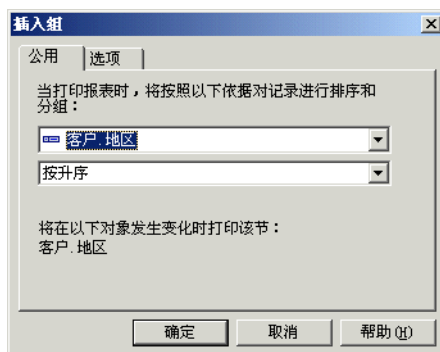 插入组
公用
选项
当打印报表时，将按照以下依据对记录进行排序和
分组：
客户.地区
按升序
将在以下对象发生变化时打印该节：
客户.地区
确定
取消
帮助(H)